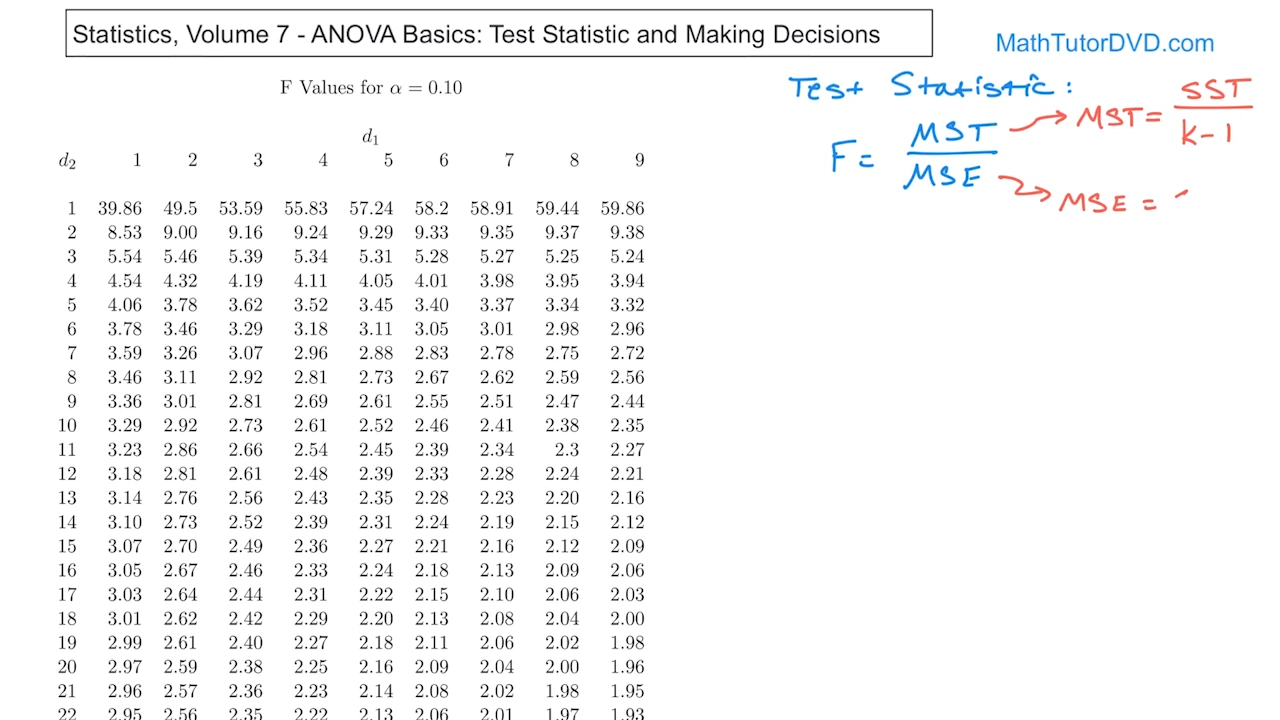 Statistics, Volume 7 - ANOVA Basics: Test Statistic and Making Decisions
MathTutorDVD.com
F Values for α = 0.10
d1
d2 1 2 3 4 5 6 7 8 9
1 39.86 49.5 53.59 55.83 57.24 58.2 58.91 59.44 59.86
2 8.53 9.00 9.16 9.24 9.29 9.33 9.35 9.37 9.38
3 5.54 5.46 5.39 5.34 5.31 5.28 5.27 5.25 5.24
4 4.54 4.32 4.19 4.11 4.05 4.01 3.98 3.95 3.94
5 4.06 3.78 3.62 3.52 3.45 3.40 3.37 3.34 3.32
6 3.78 3.46 3.29 3.18 3.11 3.05 3.01 2.98 2.96
7 3.59 3.26 3.07 2.96 2.88 2.83 2.78 2.75 2.72
8 3.46 3.11 2.92 2.81 2.73 2.67 2.62 2.59 2.56
9 3.36 3.01 2.81 2.69 2.61 2.55 2.51 2.47 2.44
10 3.29 2.92 2.73 2.61 2.52 2.46 2.41 2.38 2.35
11 3.23 2.86 2.66 2.54 2.45 2.39 2.34 2.3 2.27
12 3.18 2.81 2.61 2.48 2.39 2.33 2.28 2.24 2.21
13 3.14 2.76 2.56 2.43 2.35 2.28 2.23 2.20 2.16
14 3.10 2.73 2.52 2.39 2.31 2.24 2.19 2.15 2.12
15 3.07 2.70 2.49 2.36 2.27 2.21 2.16 2.12 2.09
16 3.05 2.67 2.46 2.33 2.24 2.18 2.13 2.09 2.06
17 3.03 2.64 2.44 2.31 2.22 2.15 2.10 2.06 2.03
18 3.01 2.62 2.42 2.29 2.20 2.13 2.08 2.04 2.00
19 2.99 2.61 2.40 2.27 2.18 2.11 2.06 2.02 1.98
20 2.97 2.59 2.38 2.25 2.16 2.09 2.04 2.00 1.96
21 2.96 2.57 2.36 2.23 2.14 2.08 2.02 1.98 1.95
22 2.95 2.56 2.35 2.22 2.13 2.06 2.01 1.97 1.93
Test Statistic:
F = MST / MSE
MST = SST / k-1
MSE =